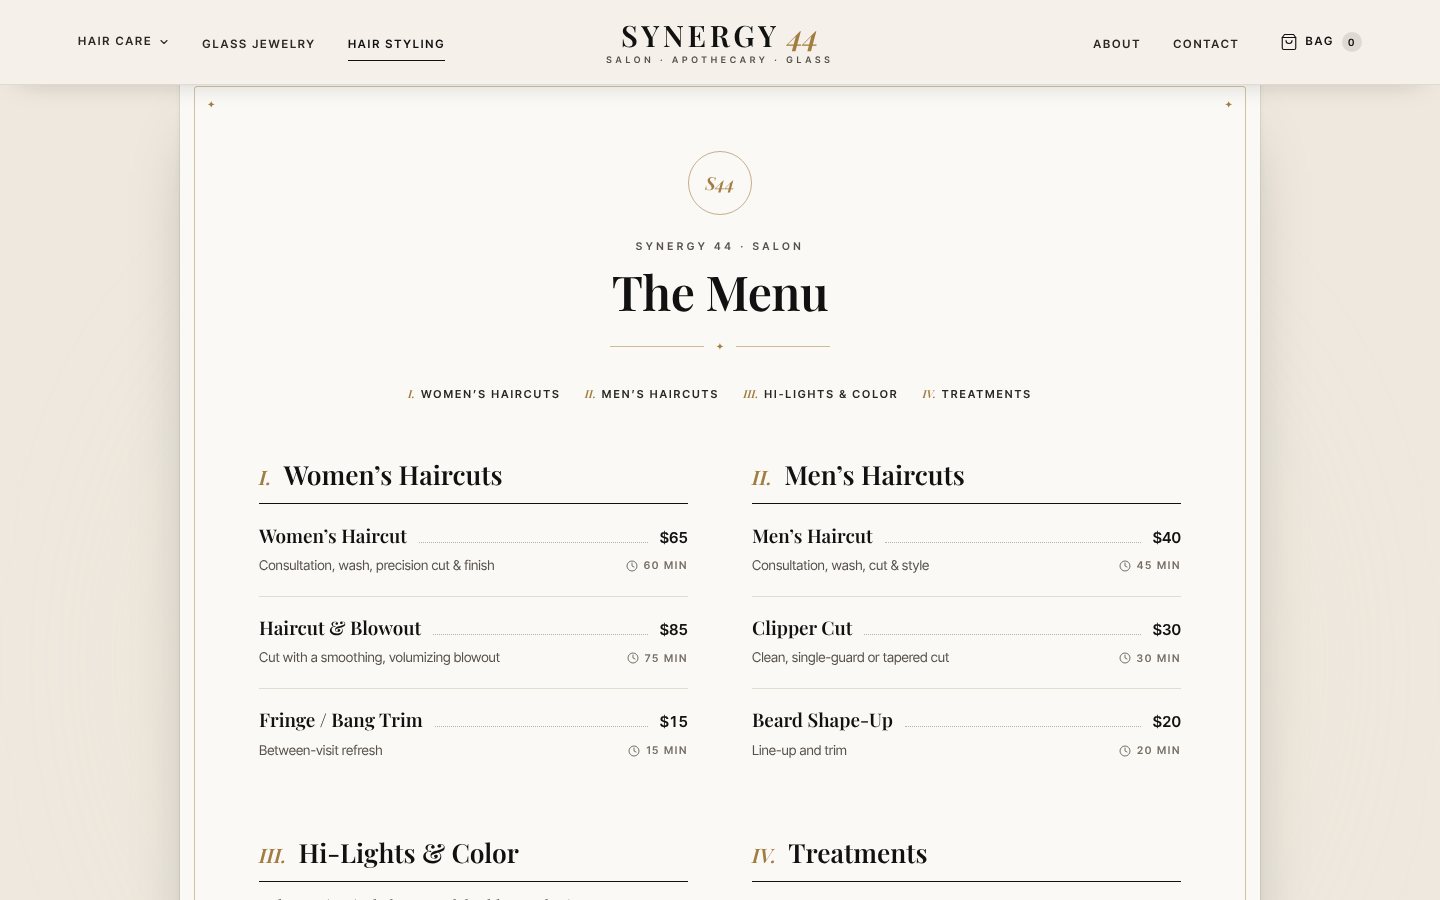 HAIR CARE GLASS JEWELRY HAIR STYLING SYNERGY 44 ABOUT CONTACT BAG 0
SALON · APOTHECARY · GLASS
S44
SYNERGY 44 · SALON
The Menu
I. WOMEN’S HAIRCUTS II. MEN’S HAIRCUTS III. HI-LIGHTS & COLOR IV. TREATMENTS
I. Women’s Haircuts
Women’s Haircut $65
Consultation, wash, precision cut & finish 60 MIN
Haircut & Blowout $85
Cut with a smoothing, volumizing blowout 75 MIN
Fringe / Bang Trim $15
Between-visit refresh 15 MIN
II. Men’s Haircuts
Men’s Haircut $40
Consultation, wash, cut & style 45 MIN
Clipper Cut $30
Clean, single-guard or tapered cut 30 MIN
Beard Shape-Up $20
Line-up and trim 20 MIN
III. Hi-Lights & Color
IV. Treatments